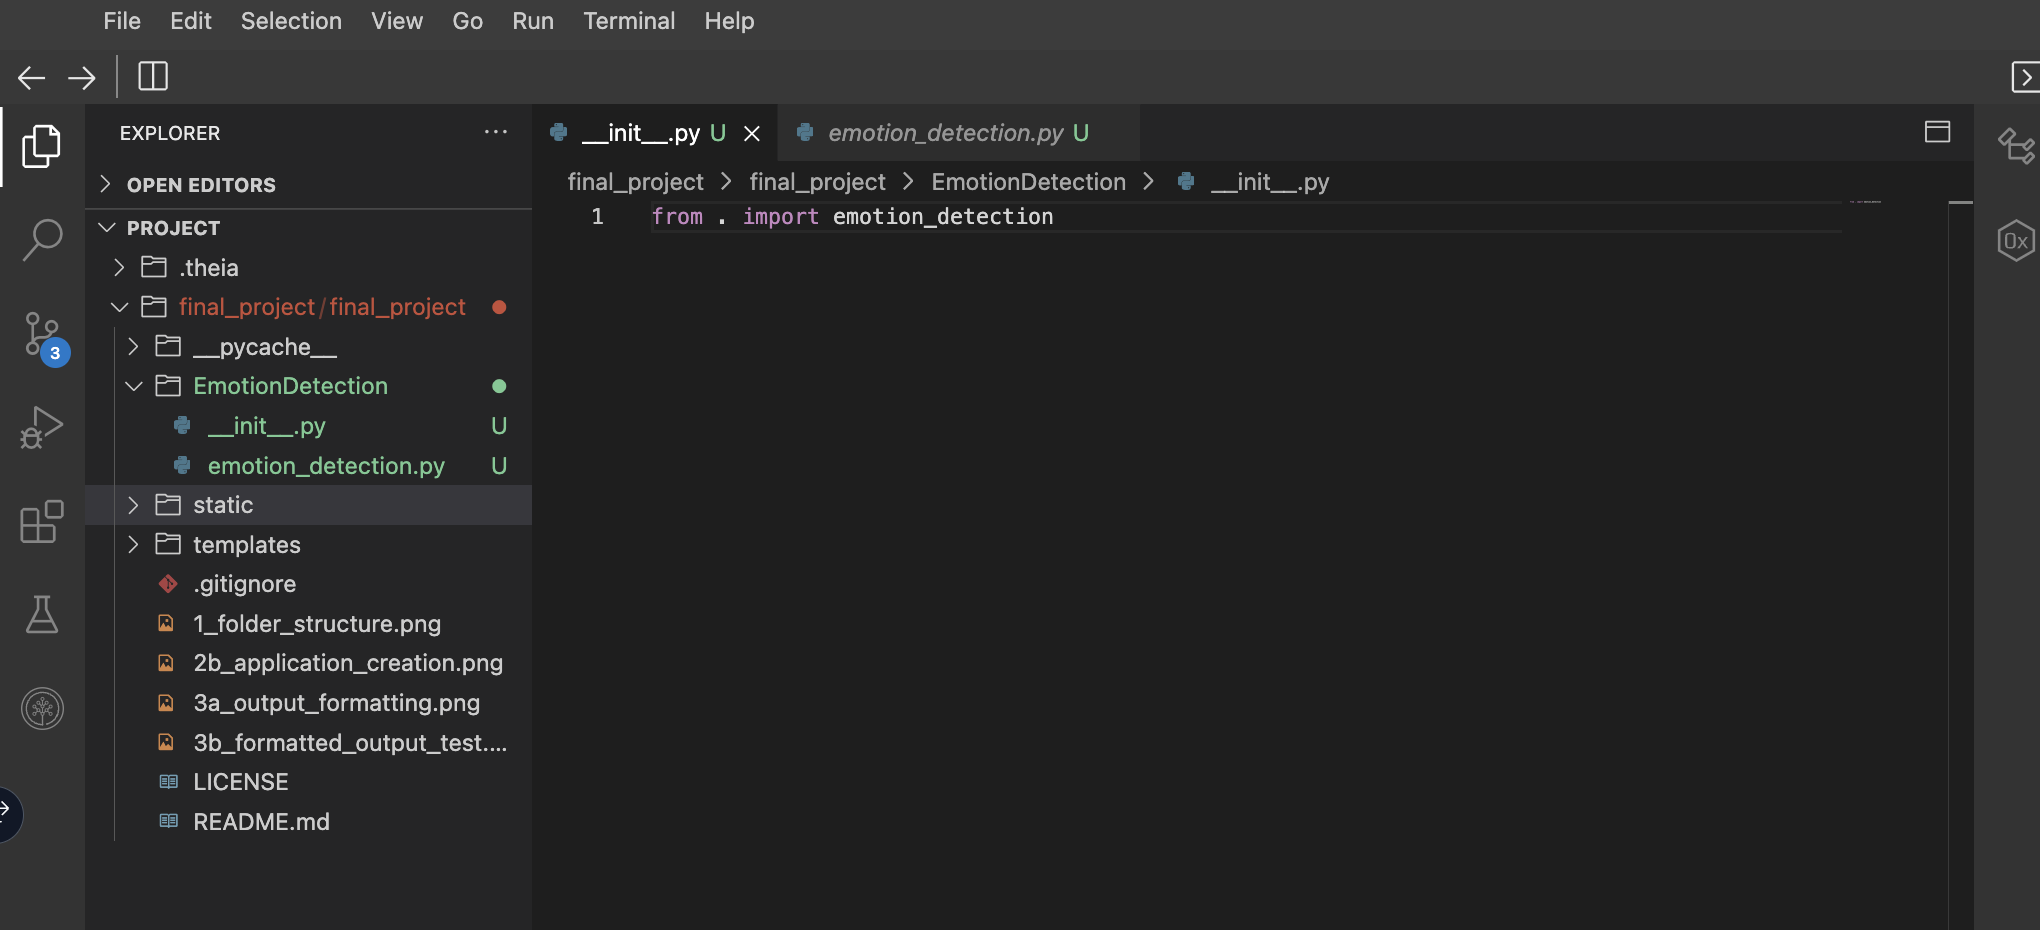 File Edit Selection View Go Run Terminal Help
EXPLORER
OPEN EDITORS
PROJECT
.theia
final_project/final_project
__pycache__
EmotionDetection
__init__.py U
emotion_detection.py U
static
templates
.gitignore
1_folder_structure.png
2b_application_creation.png
3a_output_formatting.png
3b_formatted_output_test....
LICENSE
README.md
3
__init__.py U
emotion_detection.py U
final_project > final_project > EmotionDetection > __init__.py
1 from . import emotion_detection
0x